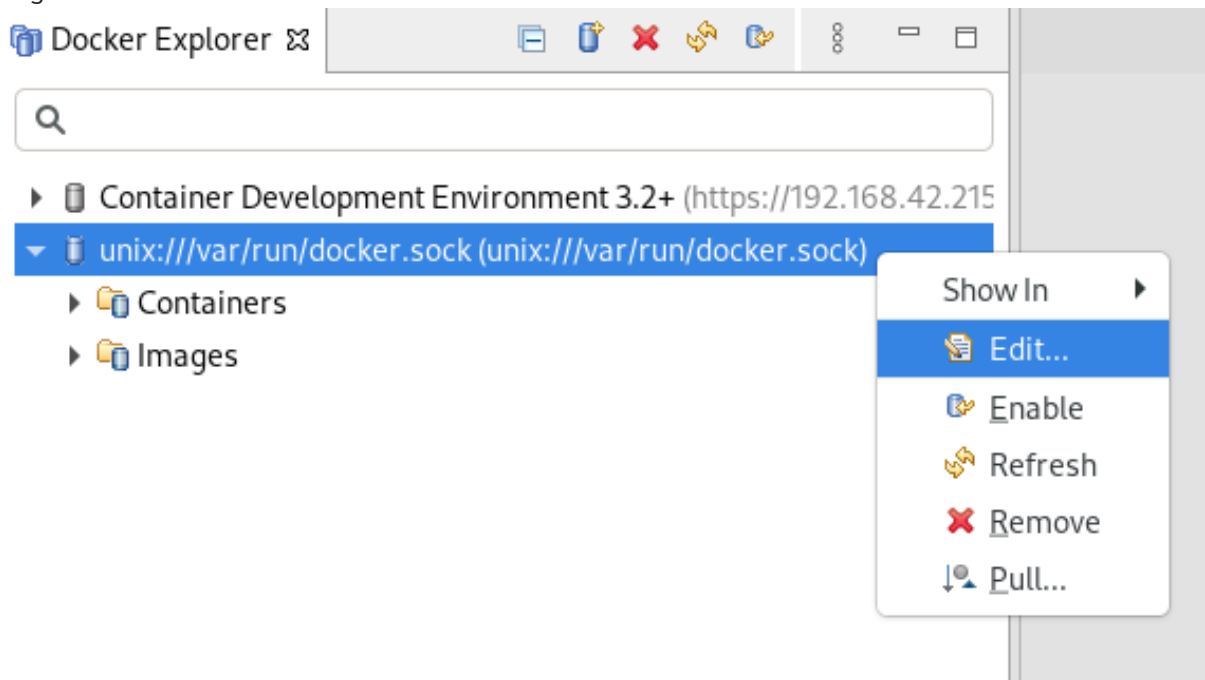 Docker Explorer
Container Development Environment 3.2+ (https://192.168.42.215
unix:///var/run/docker.sock (unix:///var/run/docker.sock)
Containers
Images
Show In
Edit...
Enable
Refresh
Remove
Pull...